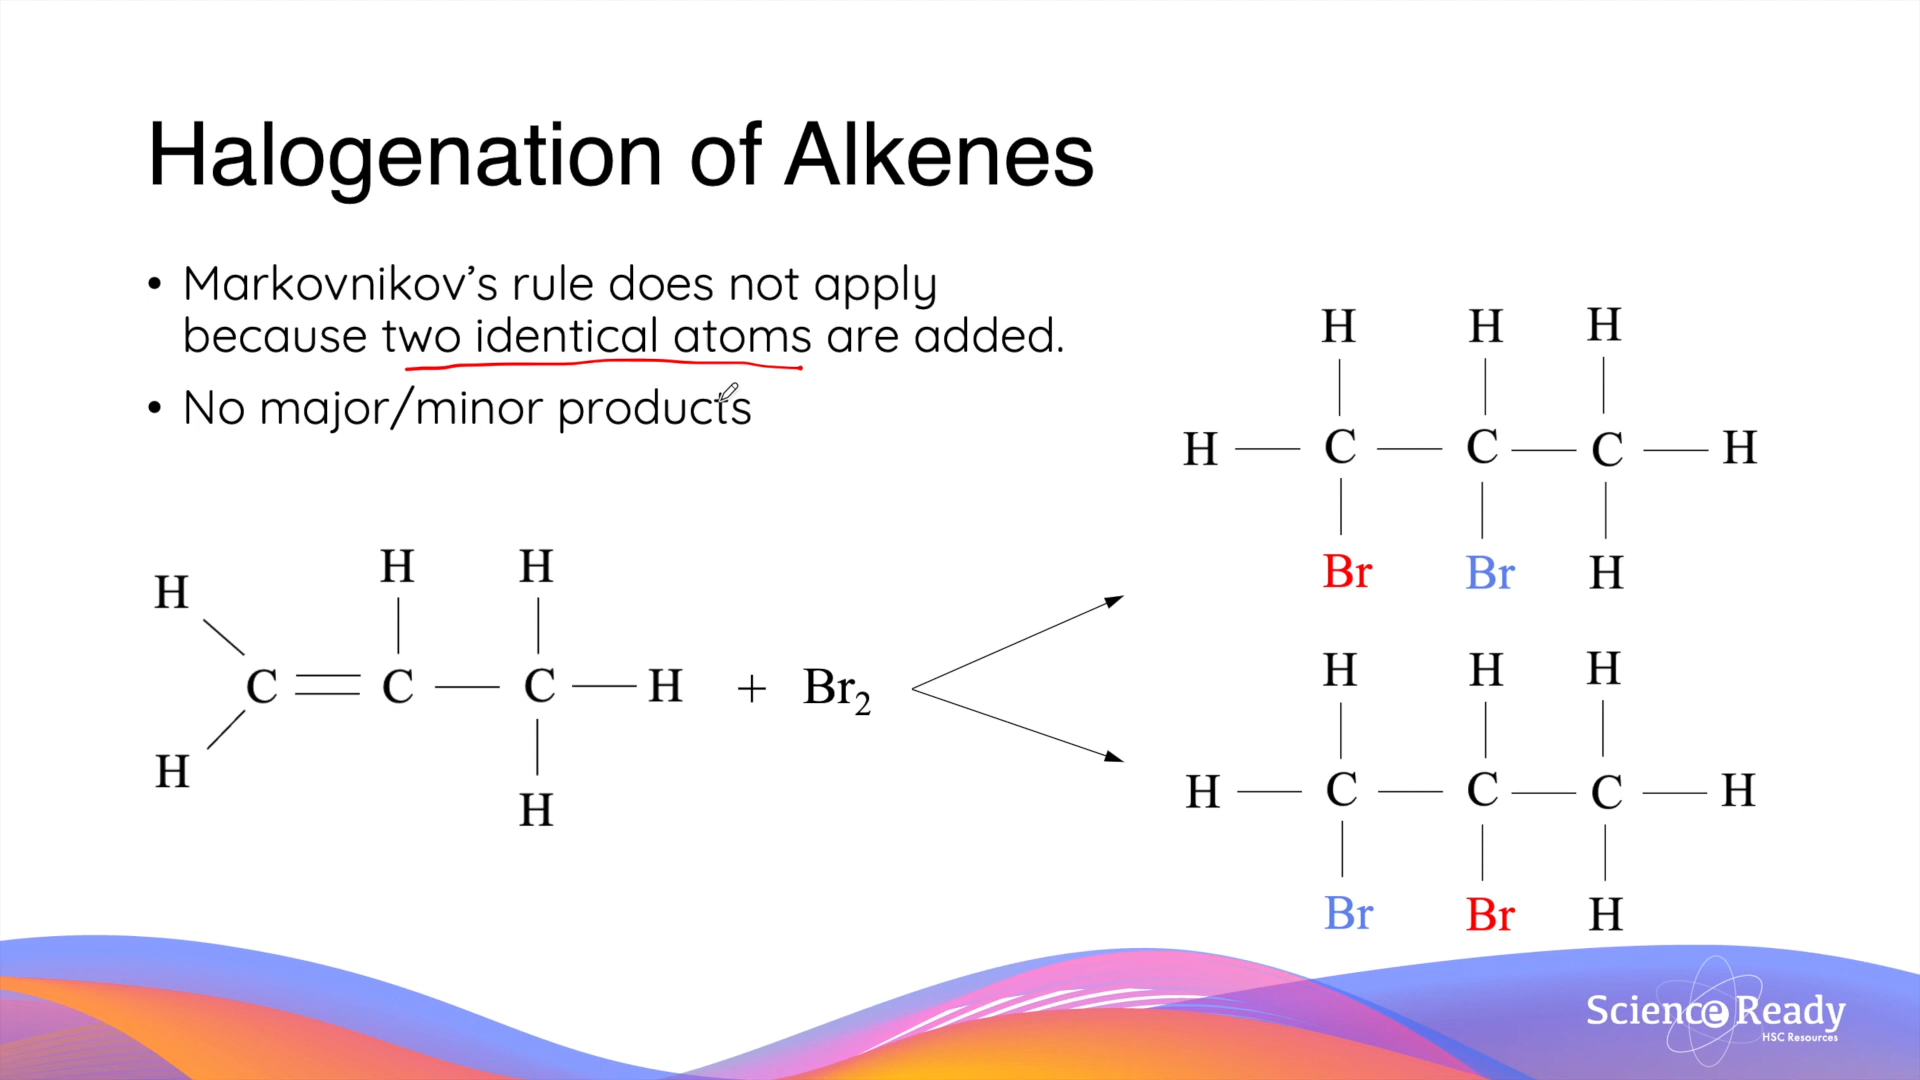 Halogenation of Alkenes
• Markovnikov’s rule does not apply
because two identical atoms are added.
• No major/minor products
H H H
H C C C H
Br Br H
H H H
H C C C H + Br₂
H H
H H H
H C C C H
Br Br H
Science Ready
HSC Resources